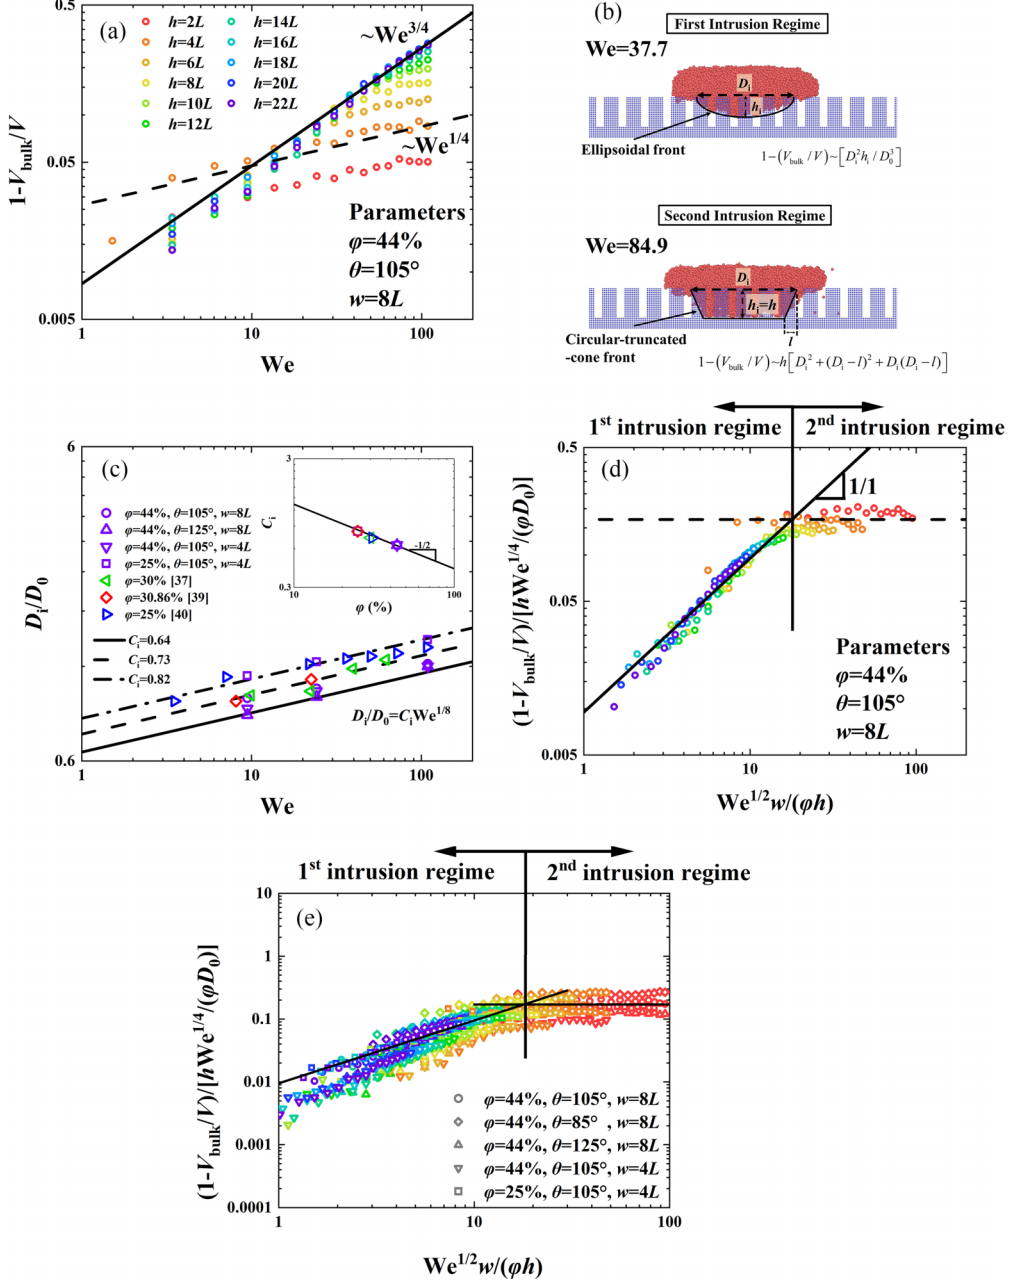 (a)
0.5
0.05
0.005
1-Vbulk/V
h=2L
h=4L
h=6L
h=8L
h=10L
h=12L
h=14L
h=16L
h=18L
h=20L
h=22L
~We3/4
~We1/4
Parameters
φ=44%
θ=105°
w=8L
1
10
100
We
(b)
First Intrusion Regime
We=37.7
Di
hi
Ellipsoidal front
1-(Vbulk/V)~[Di²hi/D0³]
Second Intrusion Regime
We=84.9
Di
hi=h
l
Circular-truncated
-cone front
1-(Vbulk/V)~h[Di²+(Di-l)²+Di(Di-l)]
(c)
6
0.6
Di/D0
φ=44%, θ=105°, w=8L
φ=44%, θ=125°, w=8L
φ=44%, θ=105°, w=4L
φ=25%, θ=105°, w=4L
φ=30% [37]
φ=30.86% [39]
φ=25% [40]
Ci=0.64
Ci=0.73
Ci=0.82
3
0.3
Ci
-1/2
10
100
φ (%)
Di/D0=CiWe1/8
1
10
100
We
1st intrusion regime
2nd intrusion regime
(d)
0.5
0.05
0.005
(1-Vbulk/V)/[hWe1/4/(φD0)]
1/1
Parameters
φ=44%
θ=105°
w=8L
1
10
100
We1/2w/(φh)
1st intrusion regime
2nd intrusion regime
(e)
10
1
0.1
0.01
0.001
0.0001
(1-Vbulk/V)/[hWe1/4/(φD0)]
φ=44%, θ=105°, w=8L
φ=44%, θ=85° , w=8L
φ=44%, θ=125°, w=8L
φ=44%, θ=105°, w=4L
φ=25%, θ=105°, w=4L
1
10
100
We1/2w/(φh)